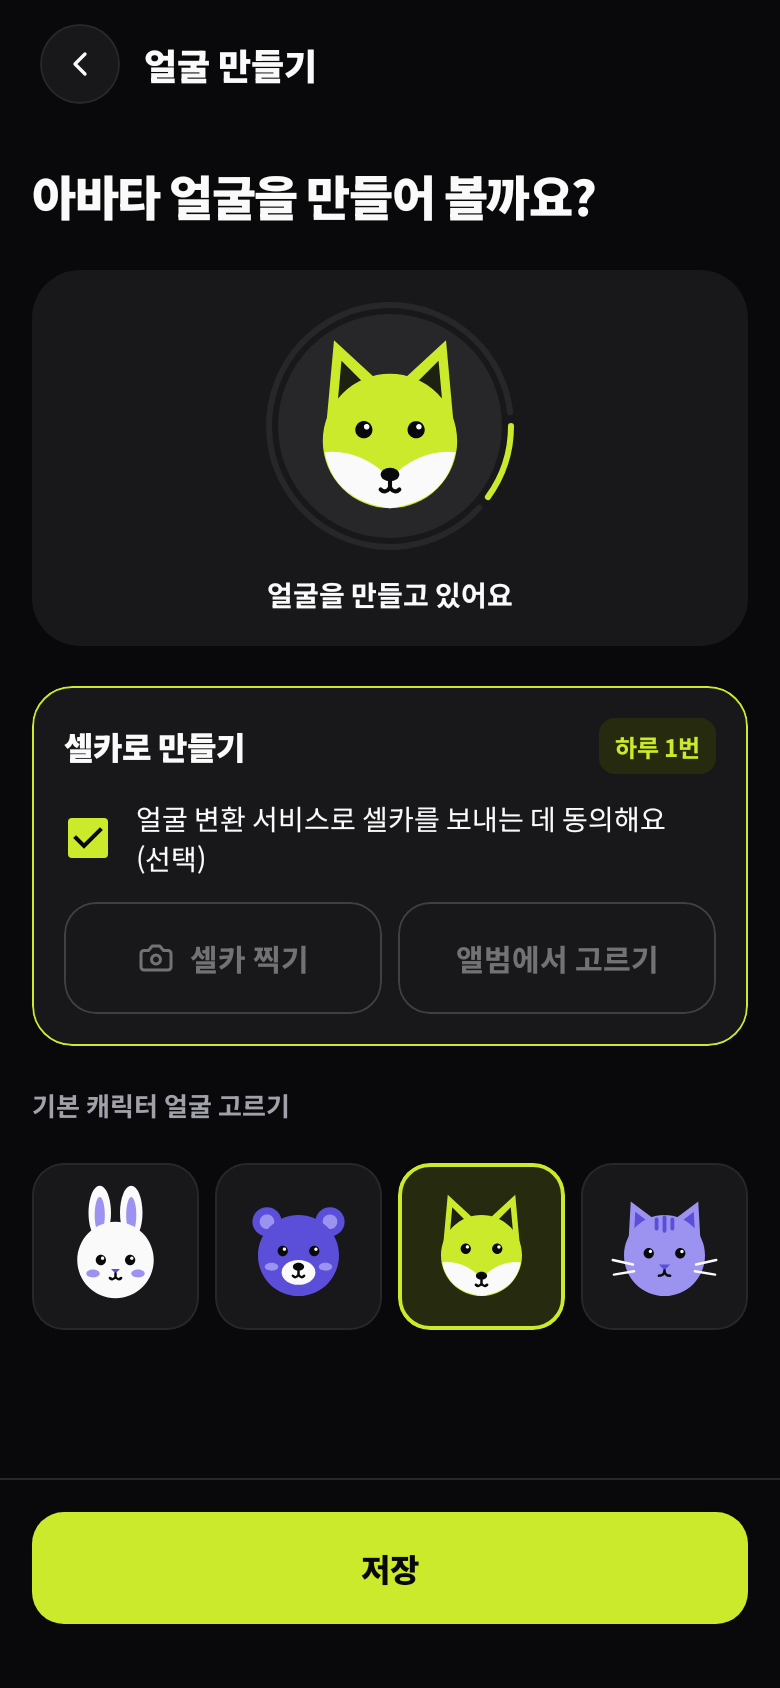 얼굴 만들기
아바타 얼굴을 만들어 볼까요?
얼굴을 만들고 있어요
셀카로 만들기
하루 1번
얼굴 변환 서비스로 셀카를 보내는 데 동의해요
(선택)
셀카 찍기
앨범에서 고르기
기본 캐릭터 얼굴 고르기
저장